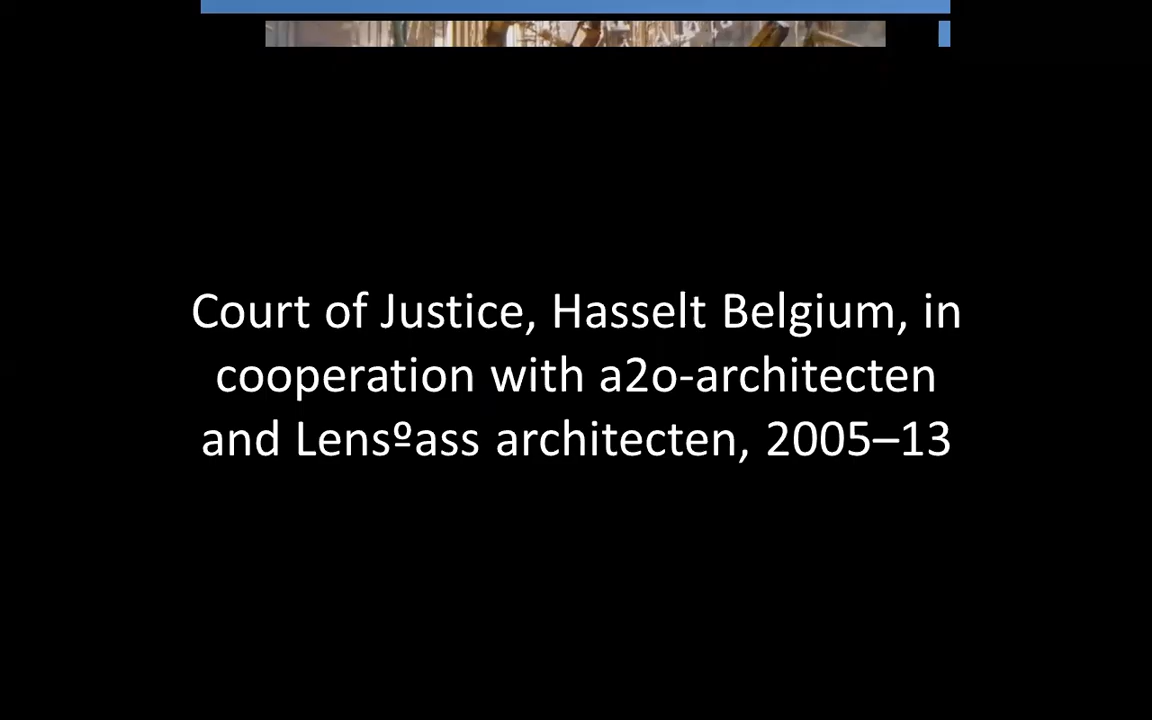 Court of Justice, Hasselt Belgium, in
cooperation with a2o-architecten
and Lensºass architecten, 2005–13